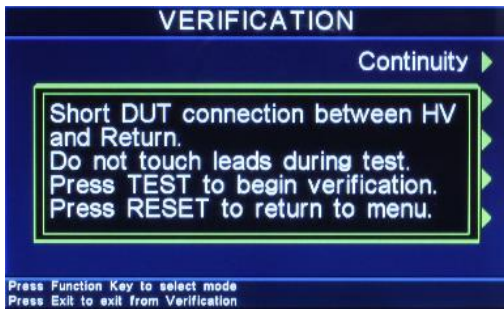 VERIFICATION
Continuity
Short DUT connection between HV
and Return.
Do not touch leads during test.
Press TEST to begin verification.
Press RESET to return to menu.
Press Function Key to select mode
Press Exit to exit from Verification